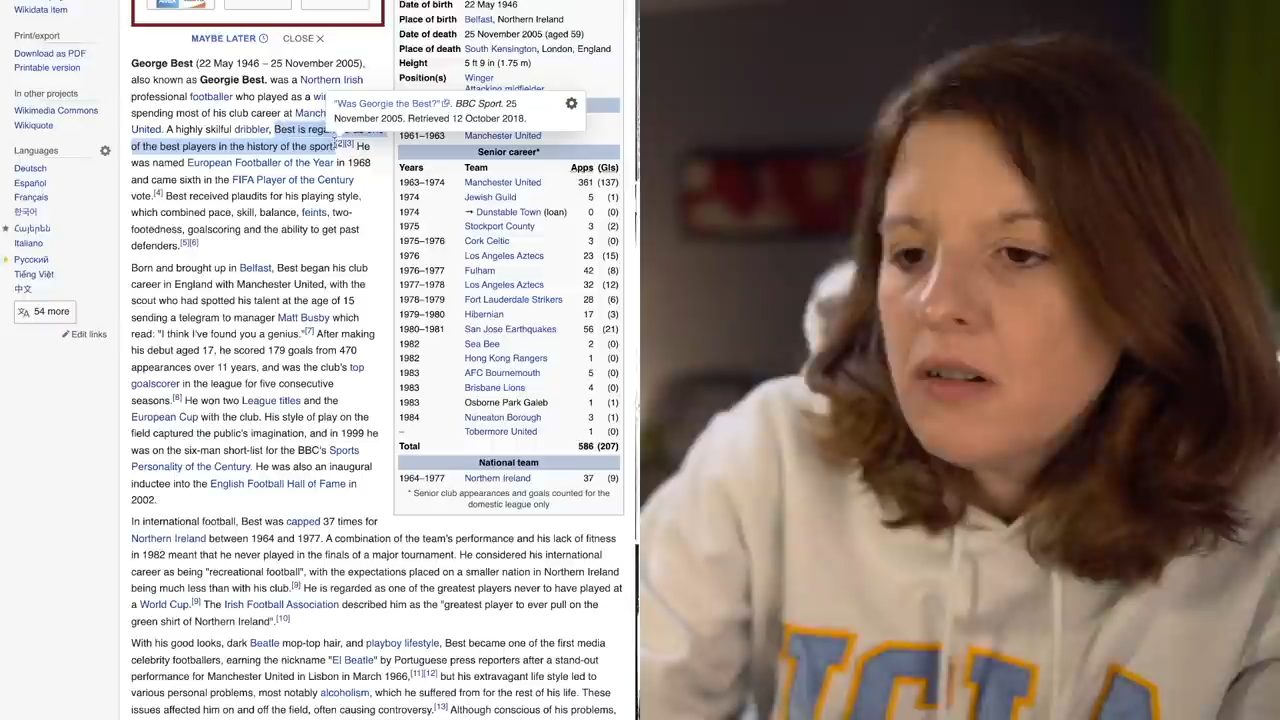 Wikidata item
Print/export
Download as PDF
Printable version
In other projects
Wikimedia Commons
Wikiquote
Languages
Deutsch
Español
Français
한국어
Հայերեն
Italiano
Русский
Tiếng Việt
中文
54 more
Edit links
MAYBE LATER
CLOSE
George Best (22 May 1946 – 25 November 2005),
also known as Georgie Best, was a Northern Irish
professional footballer who played as a
spending most of his club career at
United. A highly skilful dribbler, Best is
of the best players in the history of the sport.[2][3] He
was named European Footballer of the Year in 1968
and came sixth in the FIFA Player of the Century
vote.[4] Best received plaudits for his playing style,
which combined pace, skill, balance, feints, two-
footedness, goalscoring and the ability to get past
defenders.[5][6]
Born and brought up in Belfast, Best began his club
career in England with Manchester United, with the
scout who had spotted his talent at the age of 15
sending a telegram to manager Matt Busby which
read: "I think I've found you a genius."[7] After making
his debut aged 17, he scored 179 goals from 470
appearances over 11 years, and was the club's top
goalscorer in the league for five consecutive
seasons.[8] He won two League titles and the
European Cup with the club. His style of play on the
field captured the public's imagination, and in 1999 he
was on the six-man short-list for the BBC's Sports
Personality of the Century. He was also an inaugural
inductee into the English Football Hall of Fame in
2002.
In international football, Best was capped 37 times for
Northern Ireland between 1964 and 1977. A combination of the team's performance and his lack of fitness
in 1982 meant that he never played in the finals of a major tournament. He considered his international
career as being "recreational football", with the expectations placed on a smaller nation in Northern Ireland
being much less than with his club.[9] He is regarded as one of the greatest players never to have played at
a World Cup.[9] The Irish Football Association described him as the "greatest player to ever pull on the
green shirt of Northern Ireland".[10]
With his good looks, dark Beatle mop-top hair, and playboy lifestyle, Best became one of the first media
celebrity footballers, earning the nickname "El Beatle" by Portuguese press reporters after a stand-out
performance for Manchester United in Lisbon in March 1966,[11][12] but his extravagant life style led to
various personal problems, most notably alcoholism, which he suffered from for the rest of his life. These
issues affected him on and off the field, often causing controversy.[13] Although conscious of his problems,
"Was Georgie the Best?". BBC Sport. 25
November 2005. Retrieved 12 October 2018.
Date of birth 22 May 1946
Place of birth Belfast, Northern Ireland
Date of death 25 November 2005 (aged 59)
Place of death South Kensington, London, England
Height 5 ft 9 in (1.75 m)
Position(s) Winger
Attacking midfielder
1961–1963 Manchester United
Senior career*
Years Team Apps (Gls)
1963–1974 Manchester United 361 (137)
1974 Jewish Guild 5 (1)
1974 → Dunstable Town (loan) 0 (0)
1975 Stockport County 3 (2)
1975–1976 Cork Celtic 3 (0)
1976 Los Angeles Aztecs 23 (15)
1976–1977 Fulham 42 (8)
1977–1978 Los Angeles Aztecs 32 (12)
1978–1979 Fort Lauderdale Strikers 28 (6)
1979–1980 Hibernian 17 (3)
1980–1981 San Jose Earthquakes 56 (21)
1982 Sea Bee 2 (0)
1982 Hong Kong Rangers 1 (0)
1983 AFC Bournemouth 5 (0)
1983 Brisbane Lions 4 (0)
1983 Osborne Park Galeb 1 (1)
1984 Nuneaton Borough 3 (1)
– Tobermore United 1 (0)
Total 586 (207)
National team
1964–1977 Northern Ireland 37 (9)
* Senior club appearances and goals counted for the
domestic league only
UCLA